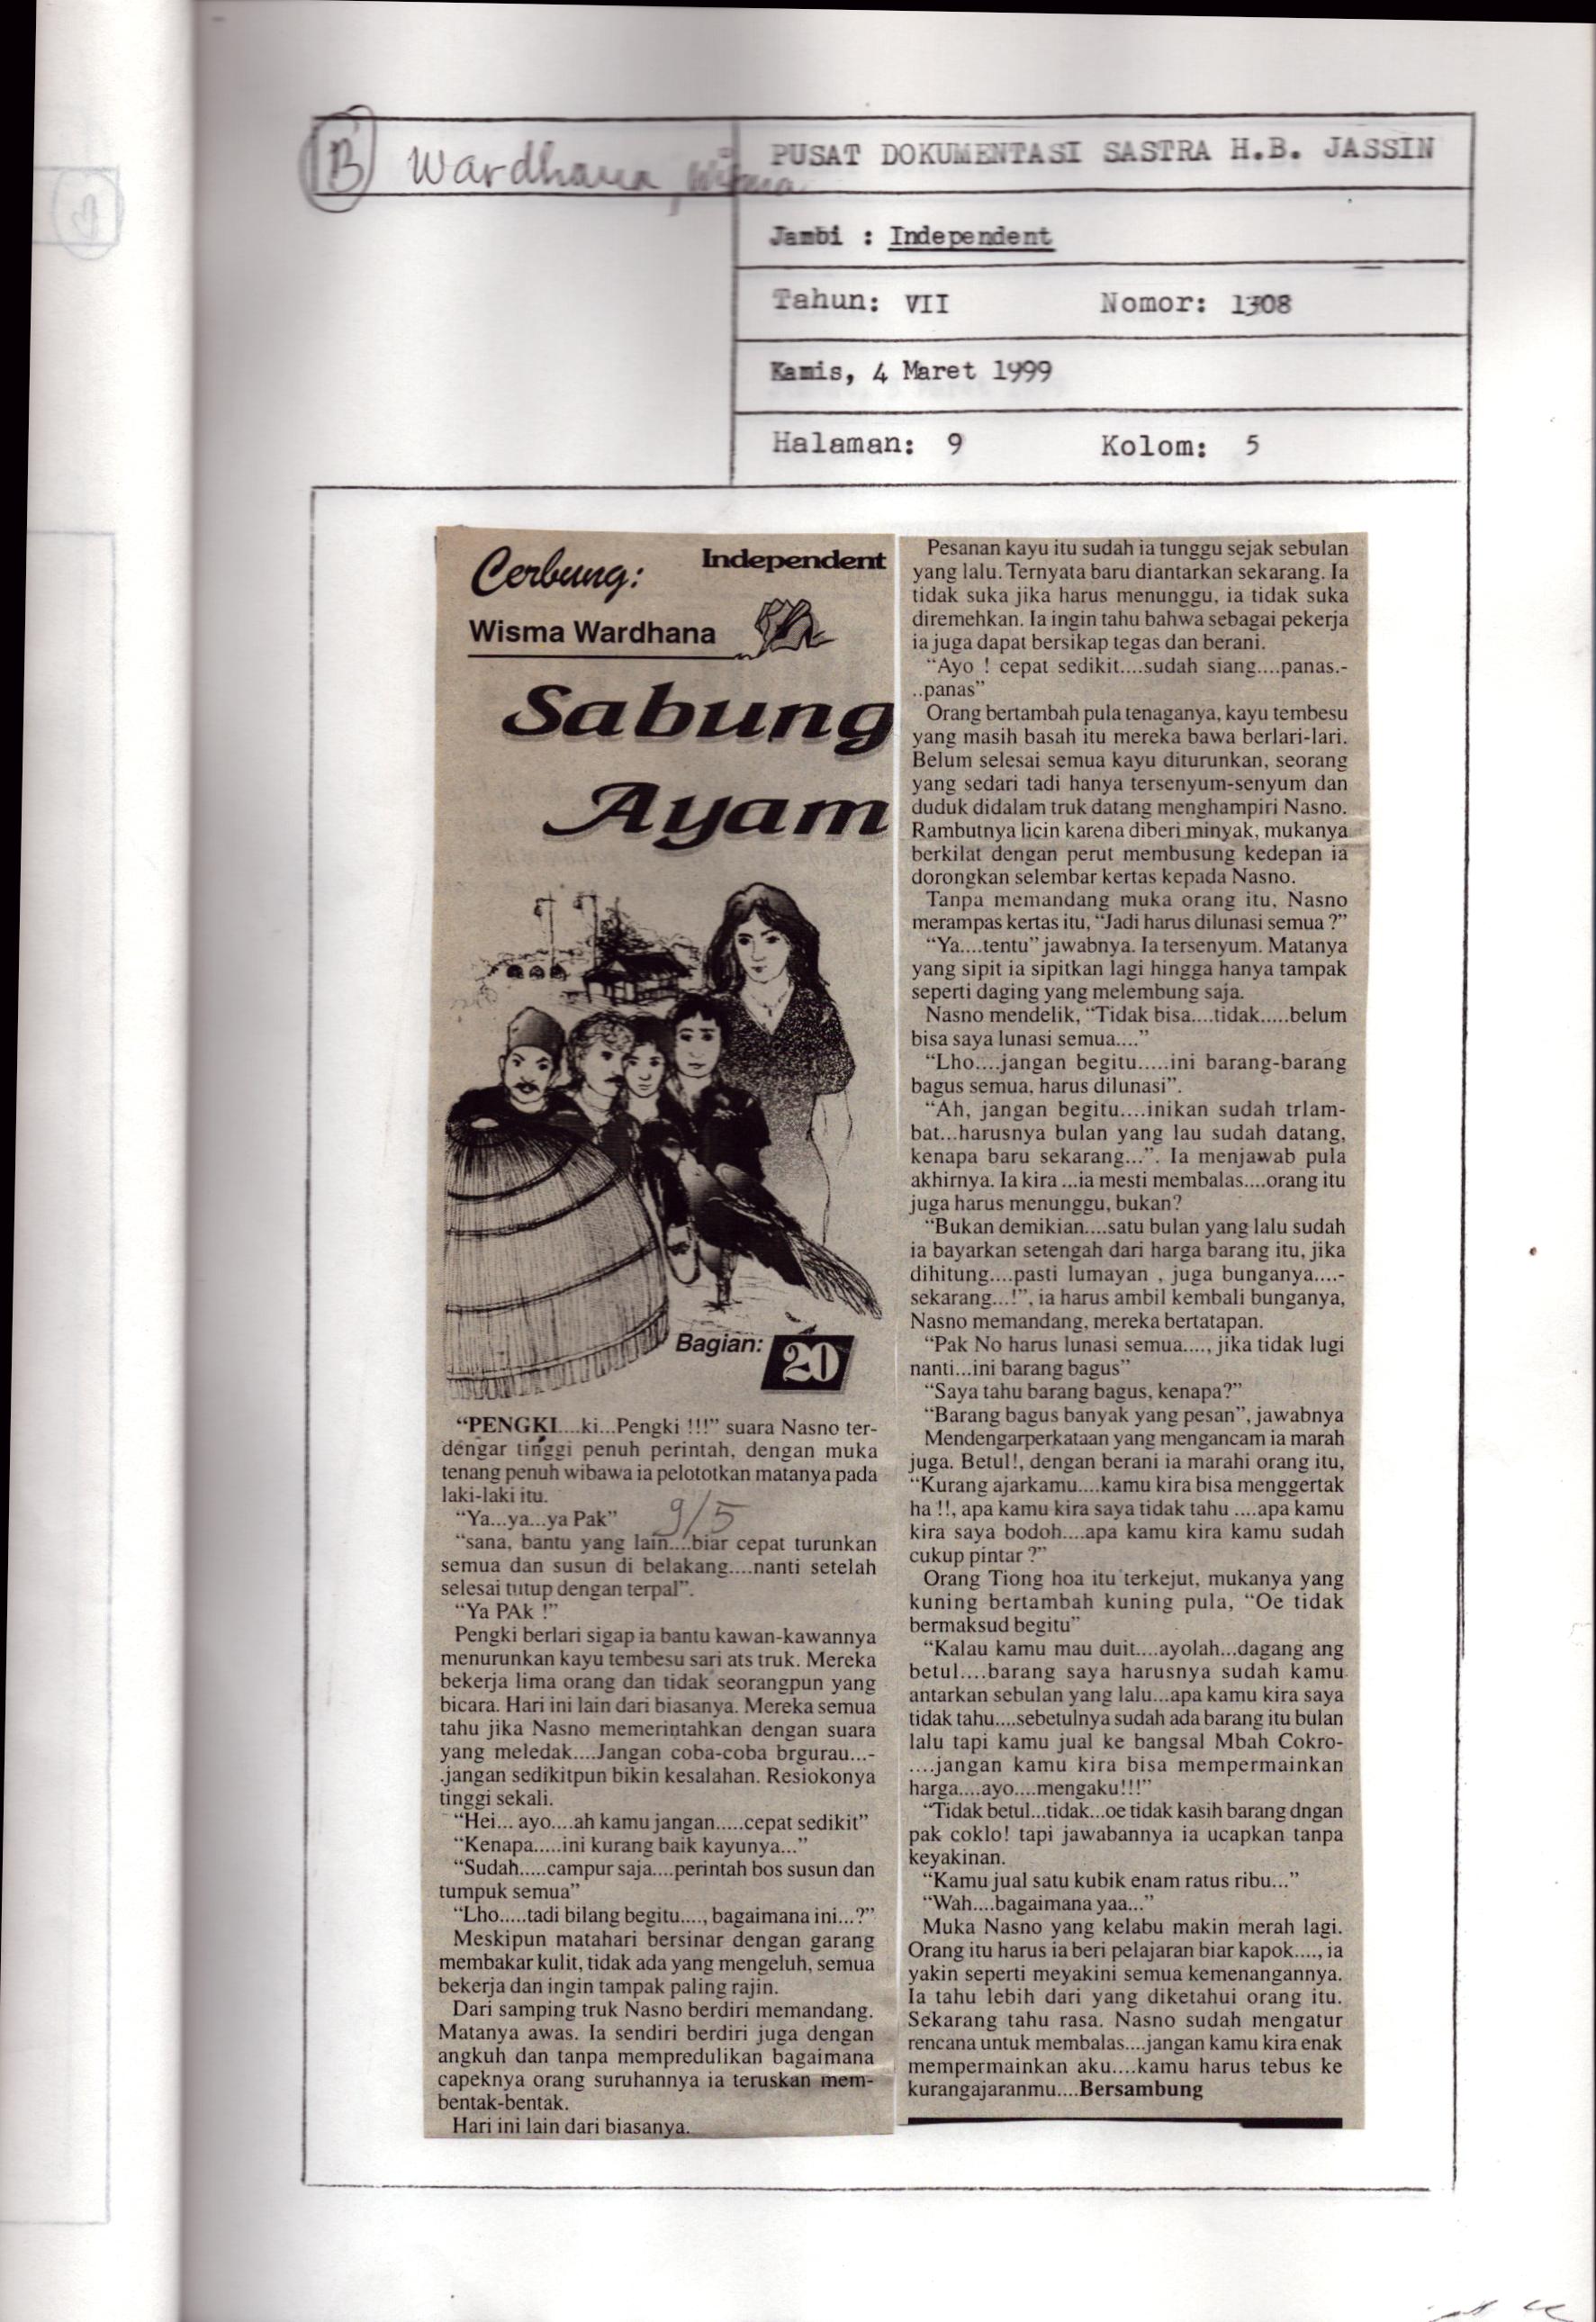 B Wardhana, Wisma
PUSAT DOKUMENTASI SASTRA H.B. JASSIN
Jambi : Independent
Tahun: VII Nomor: 1308
Kamis, 4 Maret 1999
Halaman: 9 Kolom: 5
Cerbung: Independent
Wisma Wardhana
Sabung
Ayam
Bagian: 20
“PENGKI....ki...Pengki !!!” suara Nasno ter-
dengar tinggi penuh perintah, dengan muka
tenang penuh wibawa ia pelototkan matanya pada
laki-laki itu.
“Ya...ya...ya Pak”
9/5
“sana, bantu yang lain....biar cepat turunkan
semua dan susun di belakang....nanti setelah
selesai tutup dengan terpal”.
“Ya PAk !”
Pengki berlari sigap ia bantu kawan-kawannya
menurunkan kayu tembesu sari ats truk. Mereka
bekerja lima orang dan tidak seorangpun yang
bicara. Hari ini lain dari biasanya. Mereka semua
tahu jika Nasno memerintahkan dengan suara
yang meledak....Jangan coba-coba brgurau...-
.jangan sedikitpun bikin kesalahan. Resiokonya
tinggi sekali.
“Hei... ayo....ah kamu jangan.....cepat sedikit”
“Kenapa.....ini kurang baik kayunya...”
“Sudah.....campur saja....perintah bos susun dan
tumpuk semua”
“Lho.....tadi bilang begitu...., bagaimana ini...?”
Meskipun matahari bersinar dengan garang
membakar kulit, tidak ada yang mengeluh, semua
bekerja dan ingin tampak paling rajin.
Dari samping truk Nasno berdiri memandang.
Matanya awas. Ia sendiri berdiri juga dengan
angkuh dan tanpa mempredulikan bagaimana
capeknya orang suruhannya ia teruskan mem-
bentak-bentak.
Hari ini lain dari biasanya.
Pesanan kayu itu sudah ia tunggu sejak sebulan
yang lalu. Ternyata baru diantarkan sekarang. Ia
tidak suka jika harus menunggu, ia tidak suka
diremehkan. Ia ingin tahu bahwa sebagai pekerja
ia juga dapat bersikap tegas dan berani.
“Ayo ! cepat sedikit....sudah siang....panas.-
..panas”
Orang bertambah pula tenaganya, kayu tembesu
yang masih basah itu mereka bawa berlari-lari.
Belum selesai semua kayu diturunkan, seorang
yang sedari tadi hanya tersenyum-senyum dan
duduk didalam truk datang menghampiri Nasno.
Rambutnya licin karena diberi minyak, mukanya
berkilat dengan perut membusung kedepan ia
dorongkan selembar kertas kepada Nasno.
Tanpa memandang muka orang itu, Nasno
merampas kertas itu, “Jadi harus dilunasi semua ?”
“Ya....tentu” jawabnya. Ia tersenyum. Matanya
yang sipit ia sipitkan lagi hingga hanya tampak
seperti daging yang melembung saja.
Nasno mendelik, “Tidak bisa....tidak.....belum
bisa saya lunasi semua....”
“Lho....jangan begitu.....ini barang-barang
bagus semua, harus dilunasi”.
“Ah, jangan begitu....inikan sudah trlam-
bat...harusnya bulan yang lau sudah datang,
kenapa baru sekarang...”. Ia menjawab pula
akhirnya. Ia kira ...ia mesti membalas....orang itu
juga harus menunggu, bukan?
“Bukan demikian....satu bulan yang lalu sudah
ia bayarkan setengah dari harga barang itu, jika
dihitung....pasti lumayan , juga bunganya....-
sekarang...!”, ia harus ambil kembali bunganya,
Nasno memandang, mereka bertatapan.
“Pak No harus lunasi semua...., jika tidak lugi
nanti...ini barang bagus”
“Saya tahu barang bagus, kenapa?”
“Barang bagus banyak yang pesan”, jawabnya
Mendengarperkataan yang mengancam ia marah
juga. Betul!, dengan berani ia marahi orang itu,
“Kurang ajarkamu....kamu kira bisa menggertak
ha !!, apa kamu kira saya tidak tahu ....apa kamu
kira saya bodoh....apa kamu kira kamu sudah
cukup pintar ?”
Orang Tiong hoa itu terkejut, mukanya yang
kuning bertambah kuning pula, “Oe tidak
bermaksud begitu”
“Kalau kamu mau duit....ayolah...dagang ang
betul....barang saya harusnya sudah kamu
antarkan sebulan yang lalu...apa kamu kira saya
tidak tahu....sebetulnya sudah ada barang itu bulan
lalu tapi kamu jual ke bangsal Mbah Cokro-
....jangan kamu kira bisa mempermainkan
harga....ayo....mengaku!!!”
“Tidak betul...tidak...oe tidak kasih barang dngan
pak coklo! tapi jawabannya ia ucapkan tanpa
keyakinan.
“Kamu jual satu kubik enam ratus ribu...”
“Wah....bagaimana yaa...”
Muka Nasno yang kelabu makin merah lagi.
Orang itu harus ia beri pelajaran biar kapok...., ia
yakin seperti meyakini semua kemenangannya.
Ia tahu lebih dari yang diketahui orang itu.
Sekarang tahu rasa. Nasno sudah mengatur
rencana untuk membalas....jangan kamu kira enak
mempermainkan aku....kamu harus tebus ke
kurangajaranmu....Bersambung